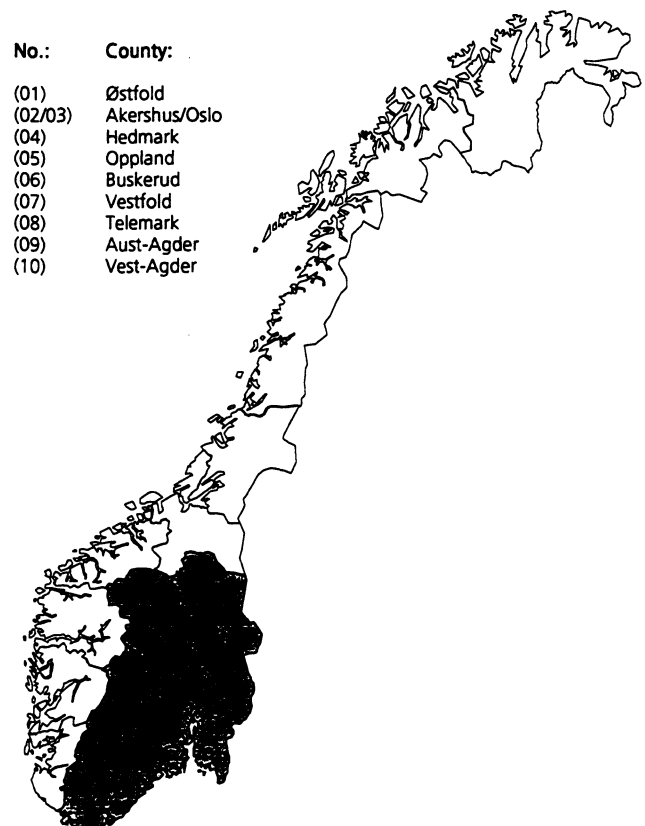 No.: County:
(01) Østfold
(02/03) Akershus/Oslo
(04) Hedmark
(05) Oppland
(06) Buskerud
(07) Vestfold
(08) Telemark
(09) Aust-Agder
(10) Vest-Agder